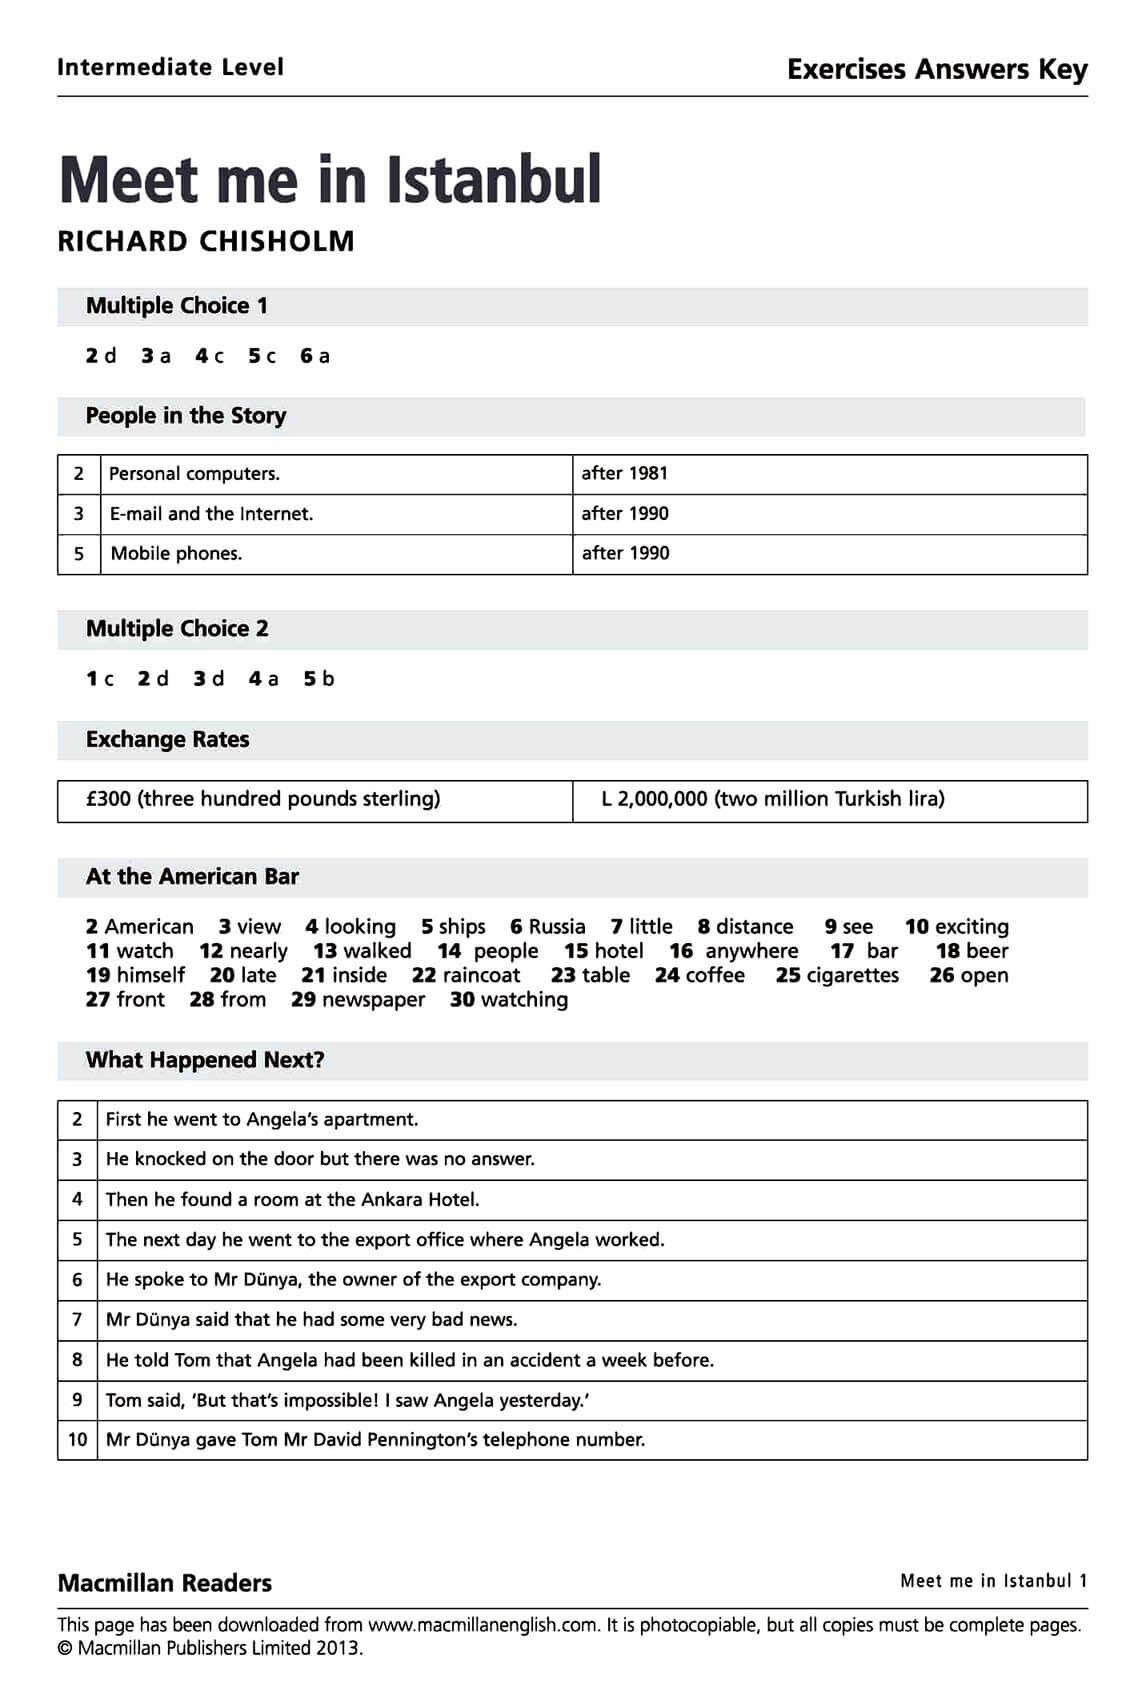 Intermediate Level
Exercises Answers Key
Meet me in Istanbul
RICHARD CHISHOLM
Multiple Choice 1
2 d 3 a 4 c 5 c 6 a
People in the Story
2 Personal computers. after 1981
3 E-mail and the Internet. after 1990
5 Mobile phones. after 1990
Multiple Choice 2
1 c 2 d 3 d 4 a 5 b
Exchange Rates
£300 (three hundred pounds sterling) L 2,000,000 (two million Turkish lira)
At the American Bar
2 American 3 view 4 looking 5 ships 6 Russia 7 little 8 distance 9 see 10 exciting
11 watch 12 nearly 13 walked 14 people 15 hotel 16 anywhere 17 bar 18 beer
19 himself 20 late 21 inside 22 raincoat 23 table 24 coffee 25 cigarettes 26 open
27 front 28 from 29 newspaper 30 watching
What Happened Next?
2 First he went to Angela's apartment.
3 He knocked on the door but there was no answer.
4 Then he found a room at the Ankara Hotel.
5 The next day he went to the export office where Angela worked.
6 He spoke to Mr Dünya, the owner of the export company.
7 Mr Dünya said that he had some very bad news.
8 He told Tom that Angela had been killed in an accident a week before.
9 Tom said, 'But that's impossible! I saw Angela yesterday.'
10 Mr Dünya gave Tom Mr David Pennington's telephone number.
Macmillan Readers
Meet me in Istanbul 1
This page has been downloaded from www.macmillanenglish.com. It is photocopiable, but all copies must be complete pages.
© Macmillan Publishers Limited 2013.